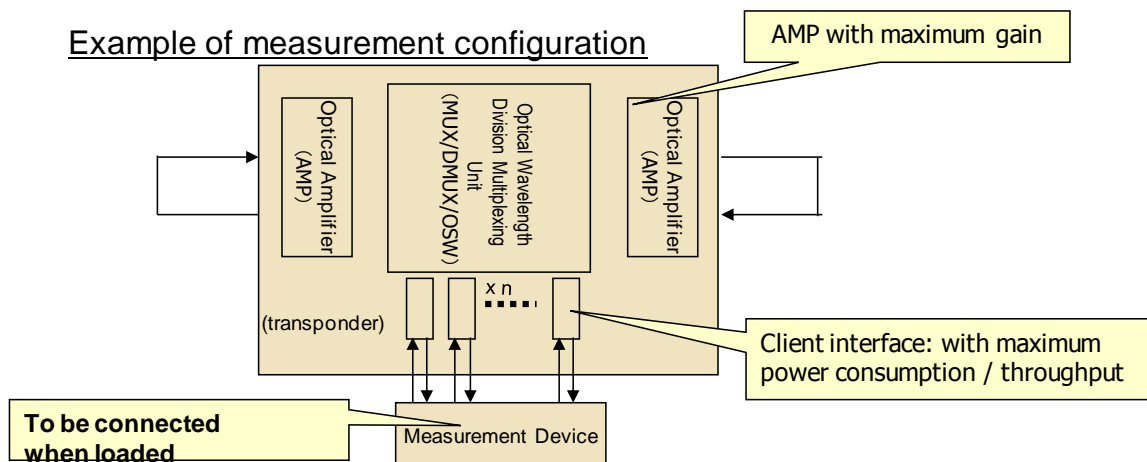 Example of measurement configuration
AMP with maximum gain
Optical Amplifier
(AMP)
Optical Wavelength
Division Multiplexing
Unit
(MUX/DMUX/OSW)
Optical Amplifier
(AMP)
x n
(transponder)
Client interface: with maximum
power consumption / throughput
To be connected
when loaded
Measurement Device